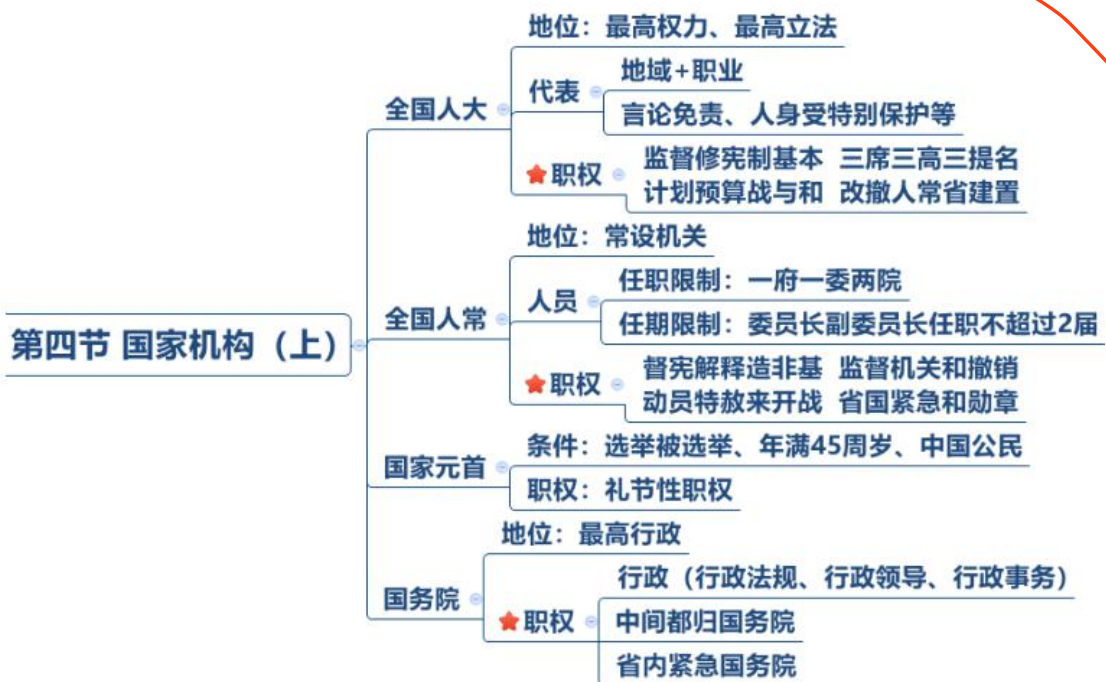 第四节 国家机构（上）
全国人大
地位：最高权力、最高立法
代表
地域+职业
言论免责、人身受特别保护等
职权
监督修宪制基本 三席三高三提名
计划预算战与和 改撤人常省建置
全国人常
地位：常设机关
人员
任职限制：一府一委两院
任期限制：委员长副委员长任职不超过2届
职权
督宪解释造非基 监督机关和撤销
动员特赦来开战 省国紧急和勋章
国家元首
条件：选举被选举、年满45周岁、中国公民
职权：礼节性职权
国务院
地位：最高行政
职权
行政（行政法规、行政领导、行政事务）
中间都归国务院
省内紧急国务院